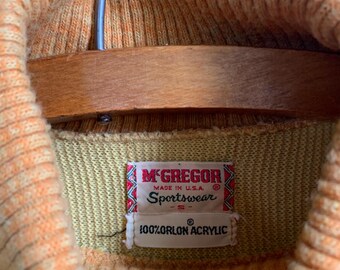 McGREGOR®
MADE IN U.S.A.
Sportswear
- S -
®
100% ORLON ACRYLIC